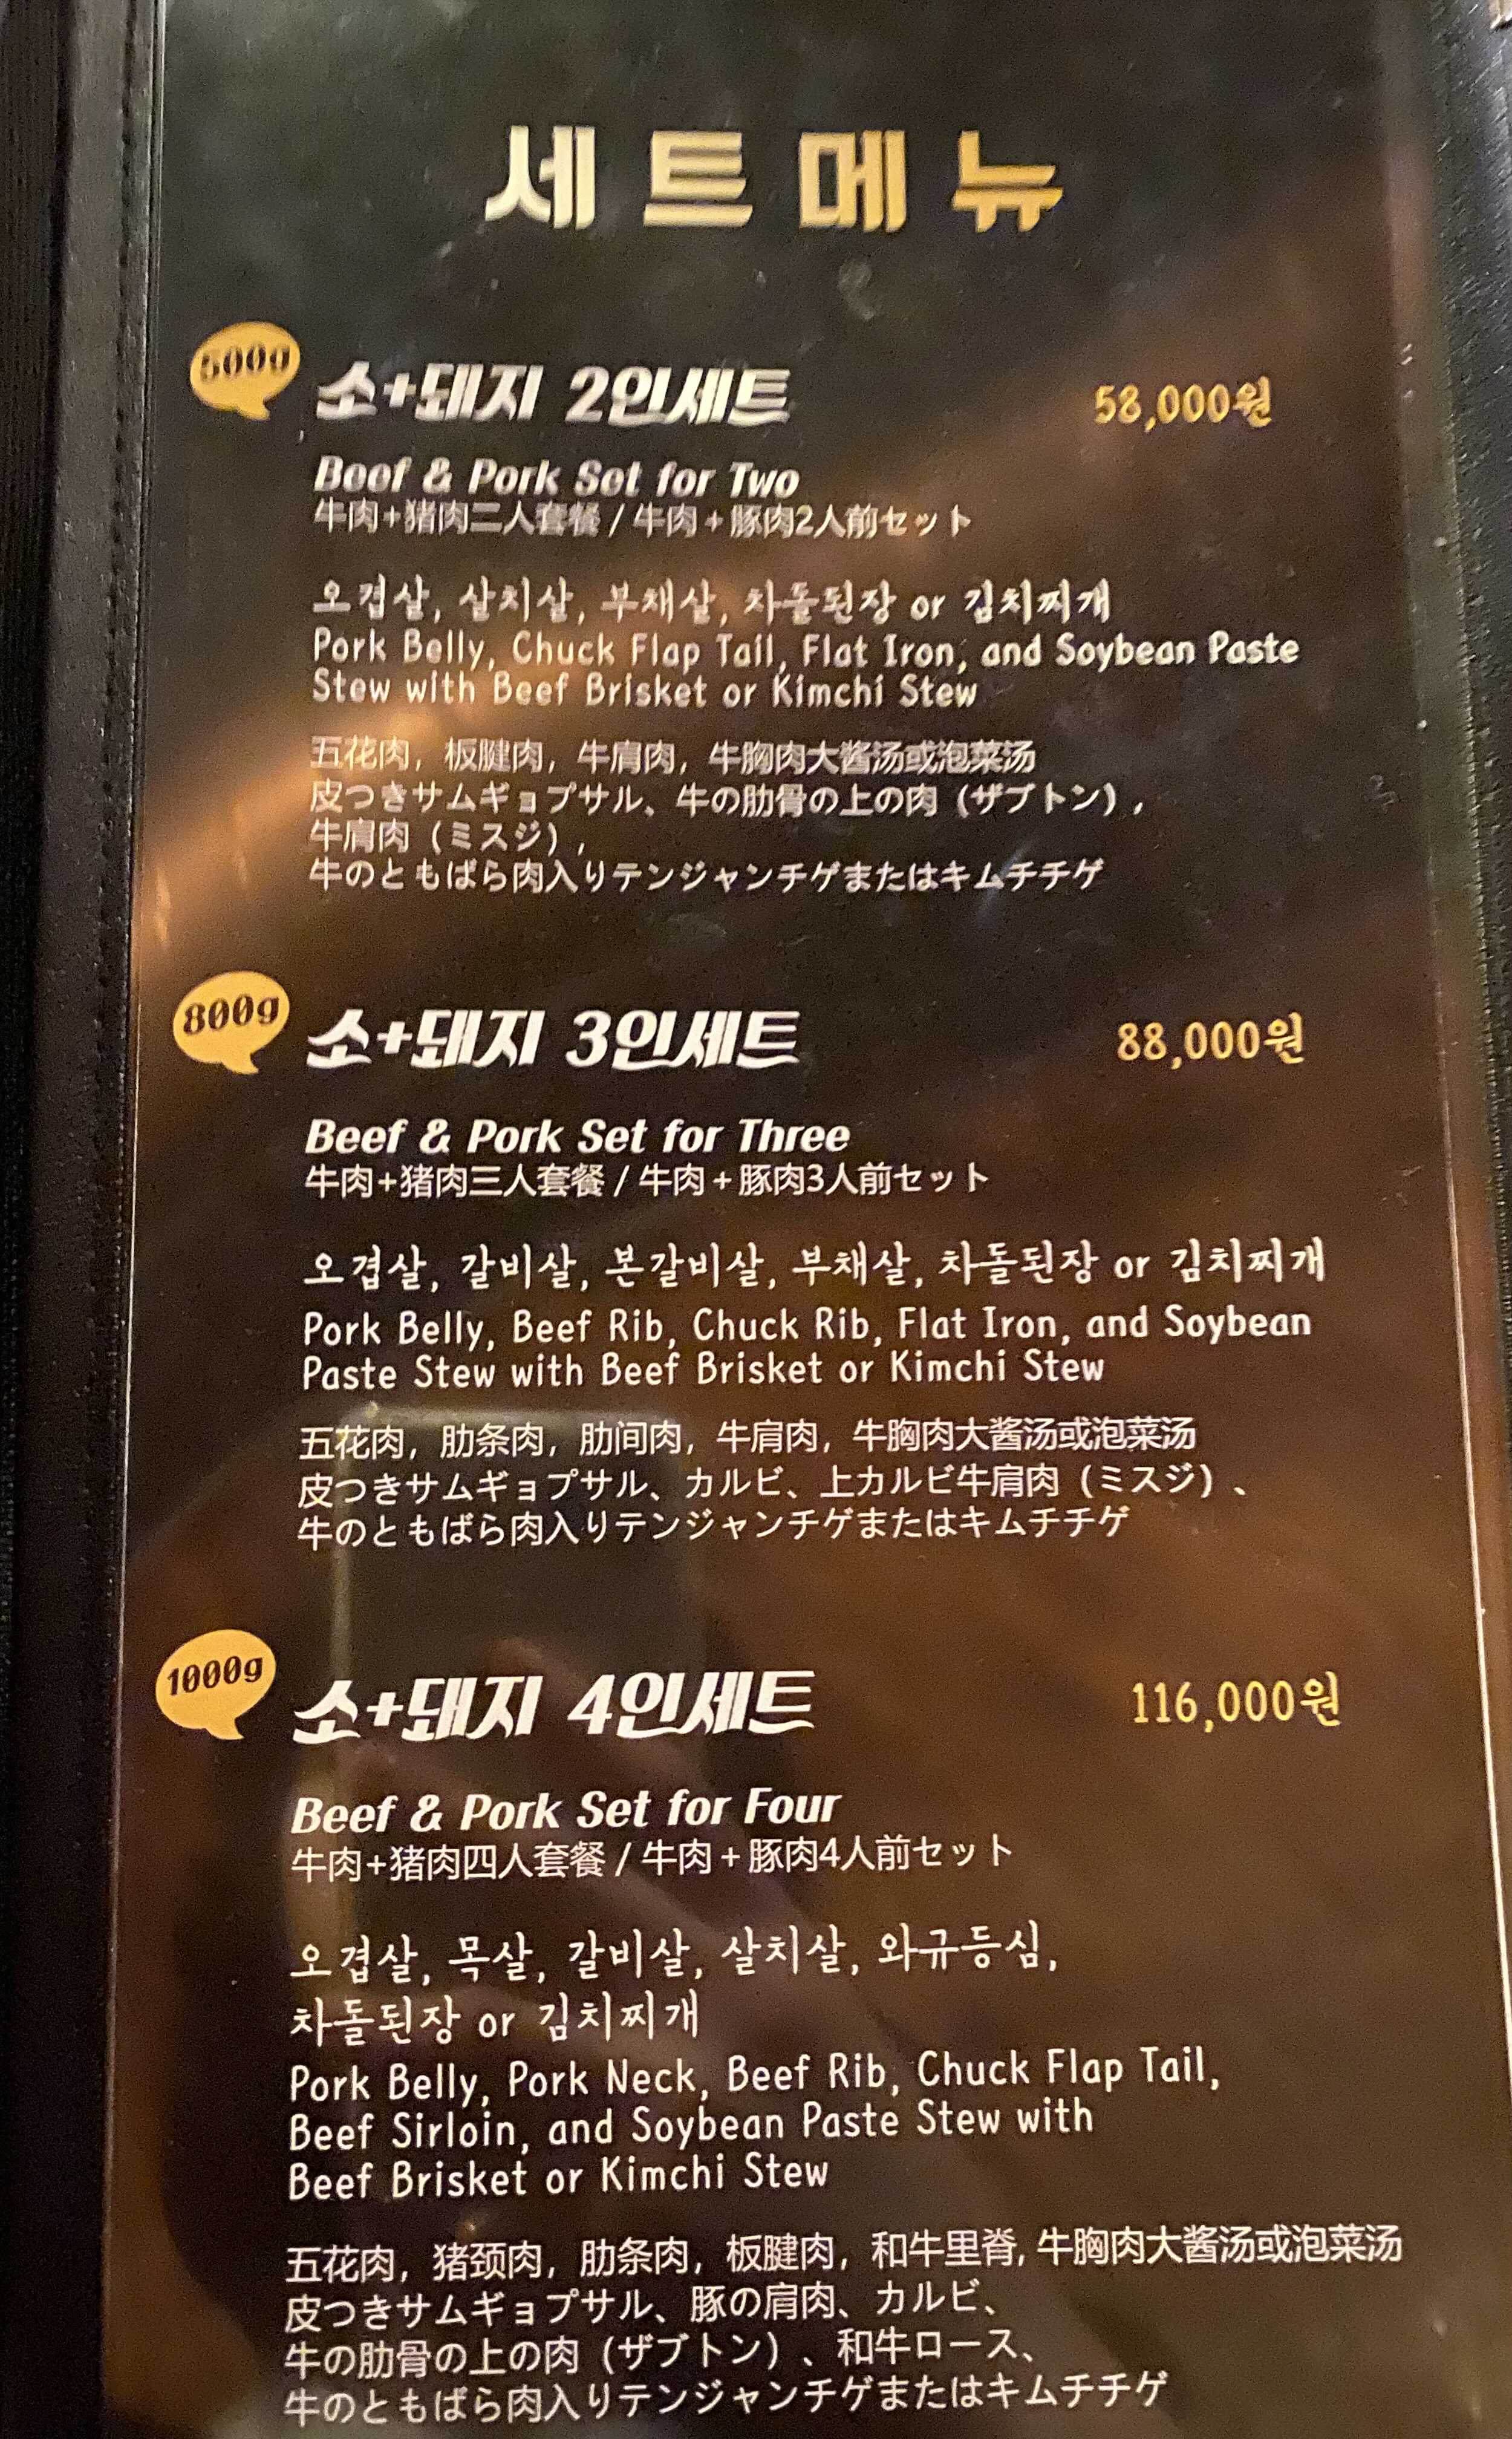 세트메뉴
500g
소+돼지 2인세트 58,000원
Beef & Pork Set for Two
牛肉+猪肉二人套餐 / 牛肉+豚肉2人前セット
오겹살, 살치살, 부채살, 차돌된장 or 김치찌개
Pork Belly, Chuck Flap Tail, Flat Iron, and Soybean Paste
Stew with Beef Brisket or Kimchi Stew
五花肉，板腱肉，牛肩肉，牛胸肉大酱汤或泡菜汤
皮つきサムギョプサル、牛の肋骨の上の肉（ザブトン）,
牛肩肉（ミスジ）,
牛のともばら肉入りテンジャンチゲまたはキムチチゲ
800g
소+돼지 3인세트 88,000원
Beef & Pork Set for Three
牛肉+猪肉三人套餐 / 牛肉+豚肉3人前セット
오겹살, 갈비살, 본갈비살, 부채살, 차돌된장 or 김치찌개
Pork Belly, Beef Rib, Chuck Rib, Flat Iron, and Soybean
Paste Stew with Beef Brisket or Kimchi Stew
五花肉，肋条肉，肋间肉，牛肩肉，牛胸肉大酱汤或泡菜汤
皮つきサムギョプサル、カルビ、上カルビ牛肩肉（ミスジ）、
牛のともばら肉入りテンジャンチゲまたはキムチチゲ
1000g
소+돼지 4인세트 116,000원
Beef & Pork Set for Four
牛肉+猪肉四人套餐 / 牛肉+豚肉4人前セット
오겹살, 목살, 갈비살, 살치살, 와규등심,
차돌된장 or 김치찌개
Pork Belly, Pork Neck, Beef Rib, Chuck Flap Tail,
Beef Sirloin, and Soybean Paste Stew with
Beef Brisket or Kimchi Stew
五花肉，猪颈肉，肋条肉，板腱肉，和牛里脊, 牛胸肉大酱汤或泡菜汤
皮つきサムギョプサル、豚の肩肉、カルビ、
牛の肋骨の上の肉（ザブトン）、和牛ロース、
牛のともばら肉入りテンジャンチゲまたはキムチチゲ